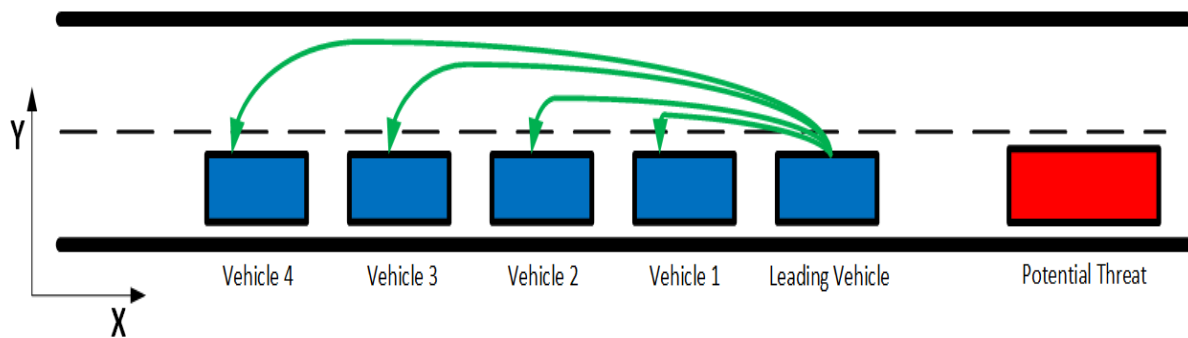 Y
Vehicle 4
Vehicle 3
Vehicle 2
Vehicle 1
Leading Vehicle
Potential Threat
X